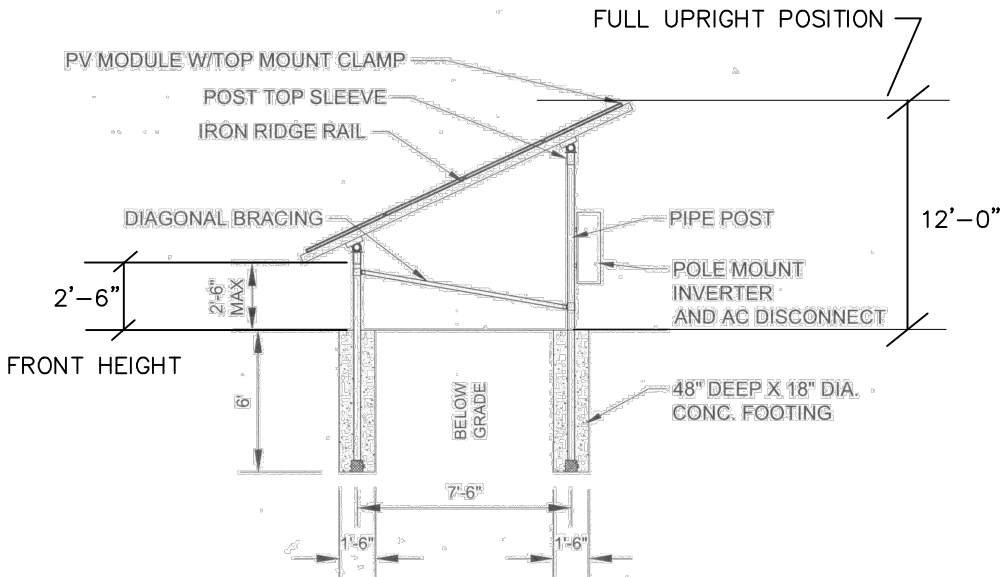 FULL UPRIGHT POSITION
PV MODULE W/TOP MOUNT CLAMP
POST TOP SLEEVE
IRON RIDGE RAIL
DIAGONAL BRACING
PIPE POST
12'-0"
2'-6"
2'-6"
MAX
POLE MOUNT
INVERTER
AND AC DISCONNECT
FRONT HEIGHT
6'
BELOW
GRADE
48" DEEP X 18" DIA.
CONC. FOOTING
7'-6"
1'-6"
1'-6"